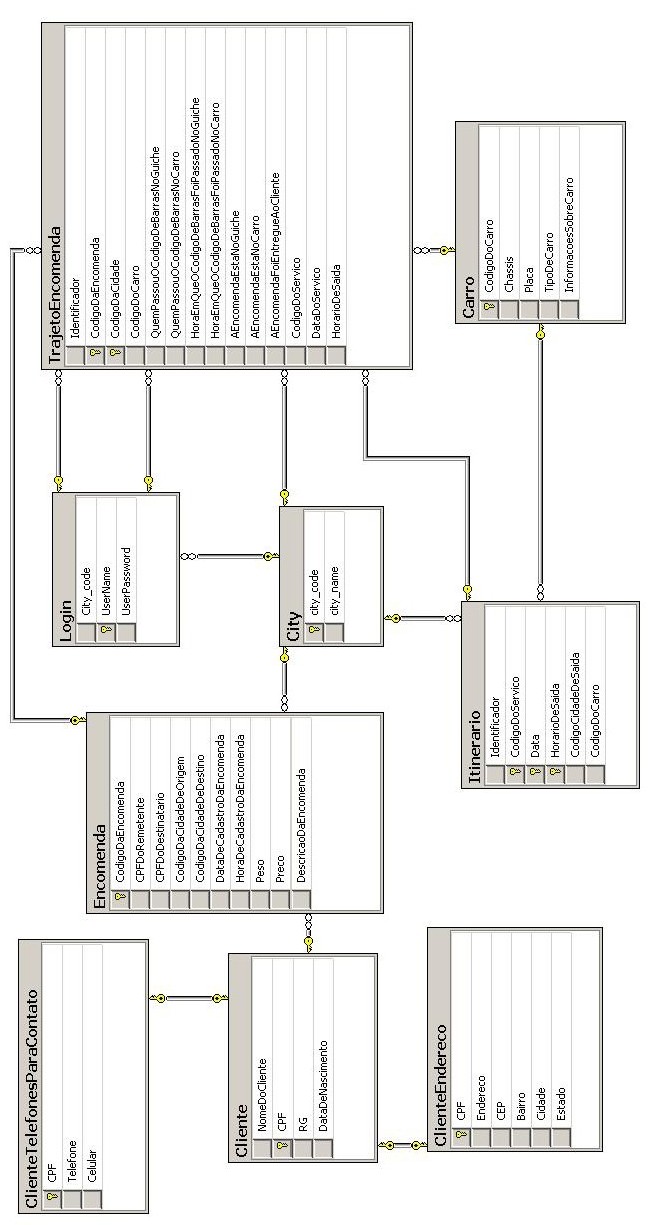 ClienteTelefonesParaContato
CPF
Telefone
Celular
Cliente
NomeDoCliente
CPF
RG
DataDeNascimento
ClienteEndereco
CPF
Endereco
CEP
Bairro
Cidade
Estado
Encomenda
CodigoDaEncomenda
CPFDoRemetente
CPFDoDestinatario
CodigoDaCidadeDeOrigem
CodigoDaCidadeDeDestino
DataDeCadastroDaEncomenda
HoraDeCadastroDaEncomenda
Peso
Preco
DescricaoDaEncomenda
Login
City_code
UserName
UserPassword
City
city_code
city_name
Itinerario
Identificador
CodigoDoServico
Data
HorarioDeSaida
CodigoCidadeDeSaida
CodigoDoCarro
TrajetoEncomenda
Identificador
CodigoDaEncomenda
CodigoDaCidade
CodigoDoCarro
QuemPassouOCodigoDeBarrasNoGuiche
QuemPassouOCodigoDeBarrasNoCarro
HoraEmQueOCodigoDeBarrasFoiPassadoNoGuiche
HoraEmQueOCodigoDeBarrasFoiPassadoNoCarro
AEncomendaEstaNoGuiche
AEncomendaEstaNoCarro
AEncomendaFoiEntregueAoCliente
CodigoDoServico
DataDoServico
HorarioDeSaida
Carro
CodigoDoCarro
Chassis
Placa
TipoDeCarro
InformacoesSobreCarro